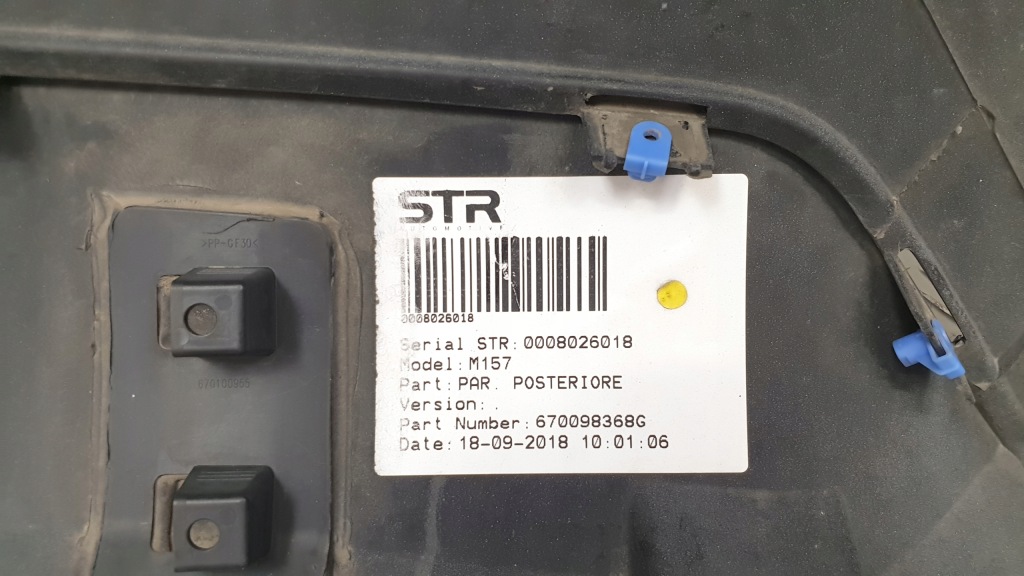 STR
AUTOMOTIVE
0008026018
Serial STR: 0008026018
Model: M157
Part: PAR. POSTERIORE
Version: .
Part Number: 670098368G
Date: 18-09-2018 10:01:06
>PP-GF30<